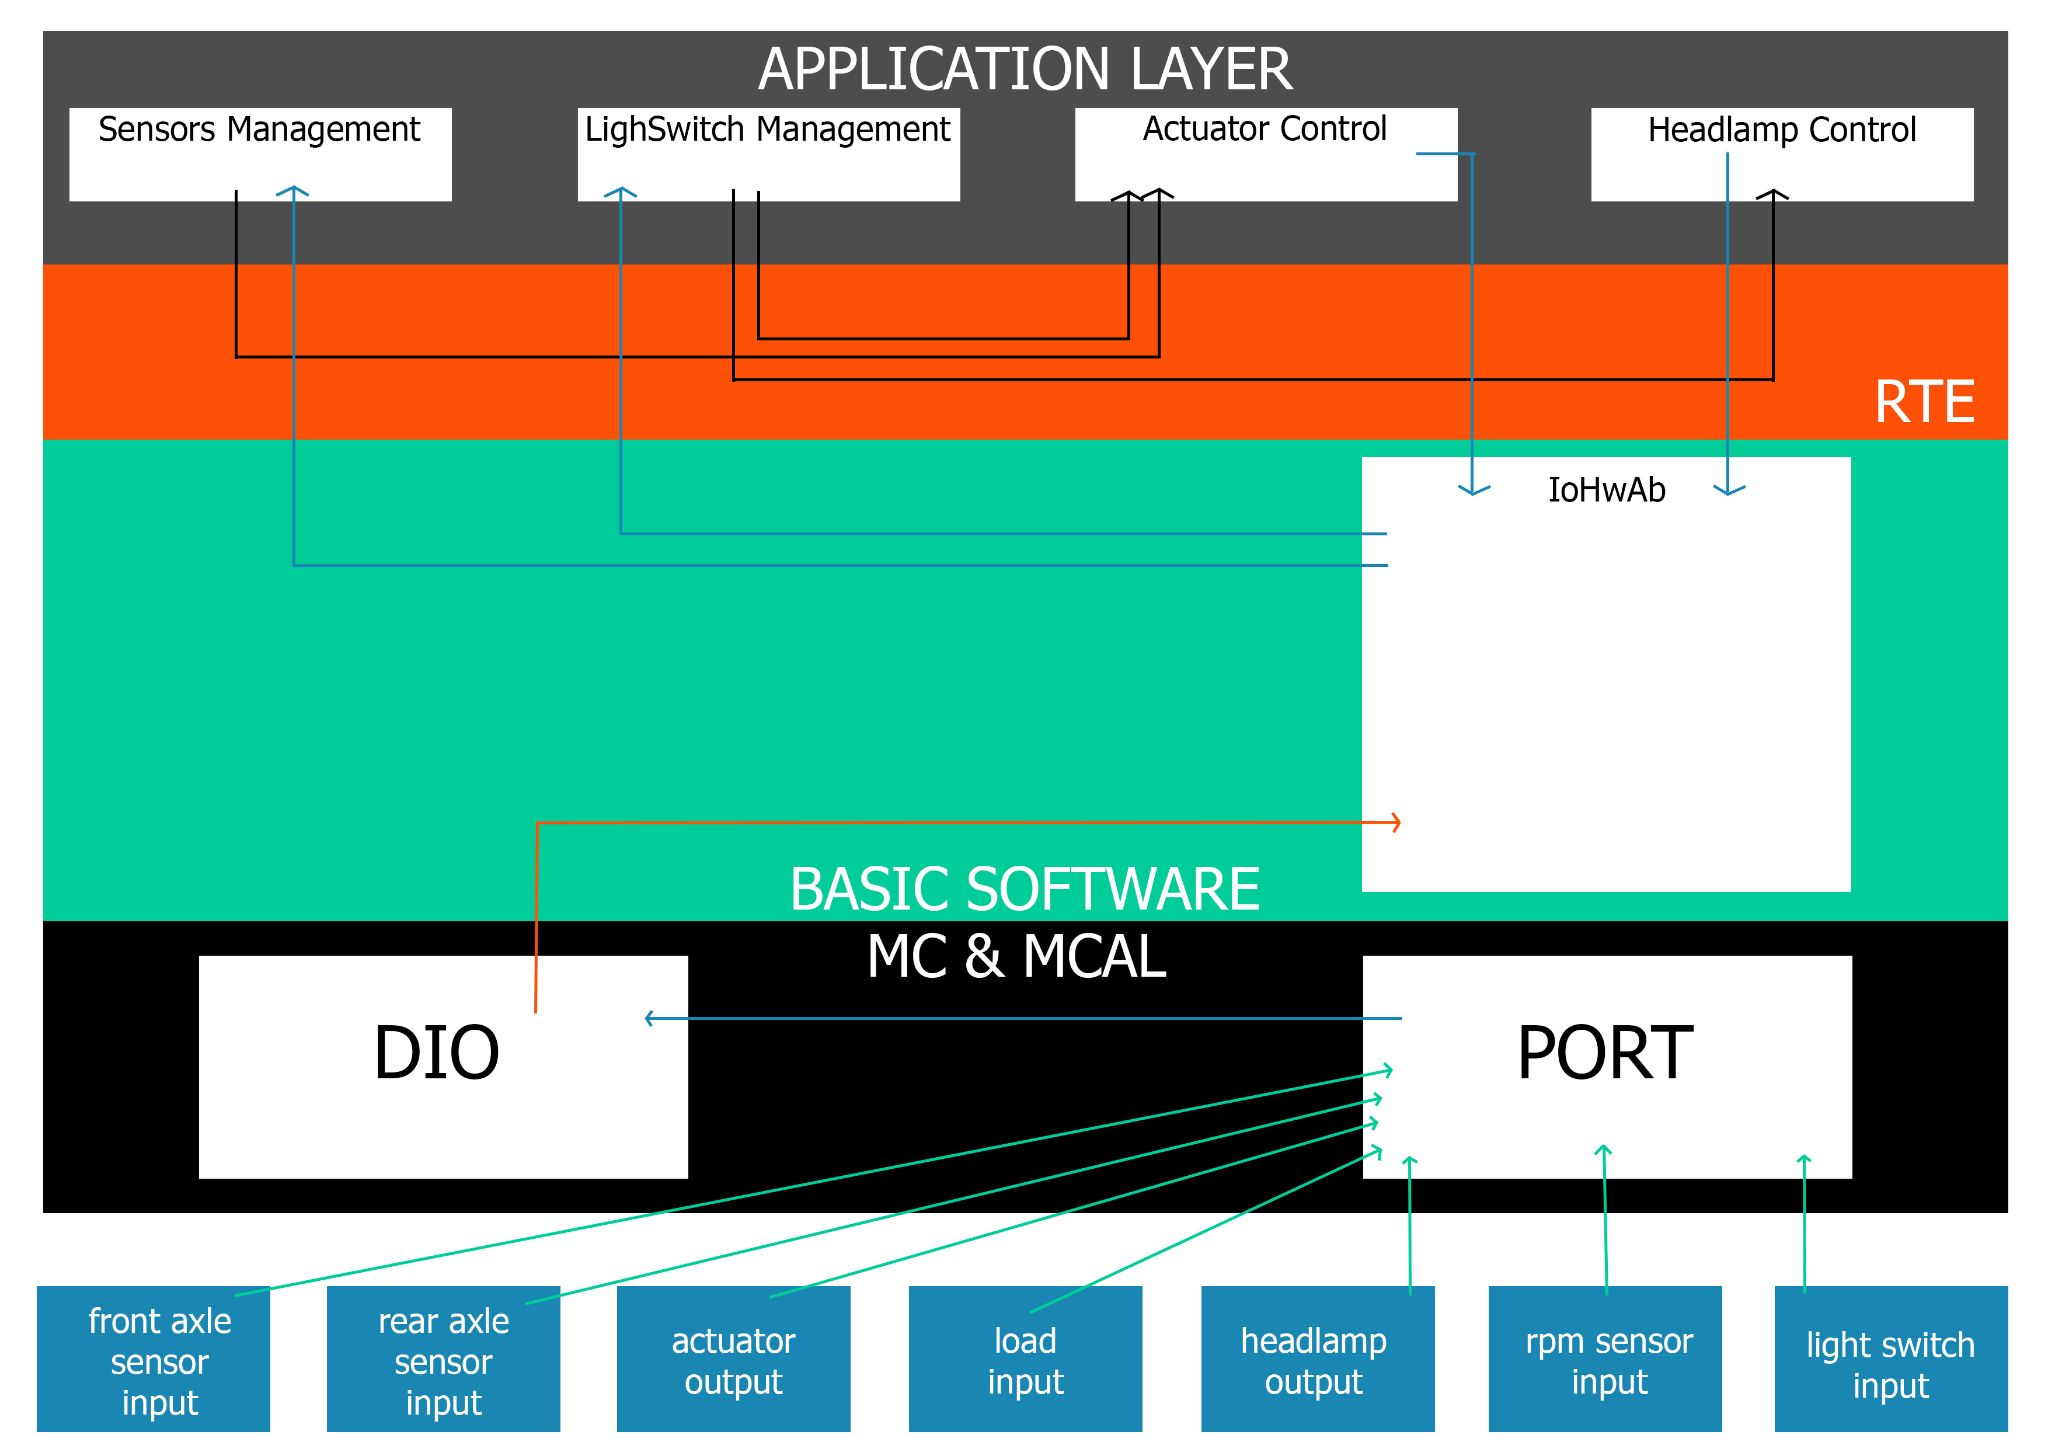 APPLICATION LAYER
Sensors Management
LighSwitch Management
Actuator Control
Headlamp Control
RTE
IoHwAb
BASIC SOFTWARE
MC & MCAL
DIO
PORT
front axle
sensor
input
rear axle
sensor
input
actuator
output
load
input
headlamp
output
rpm sensor
input
light switch
input